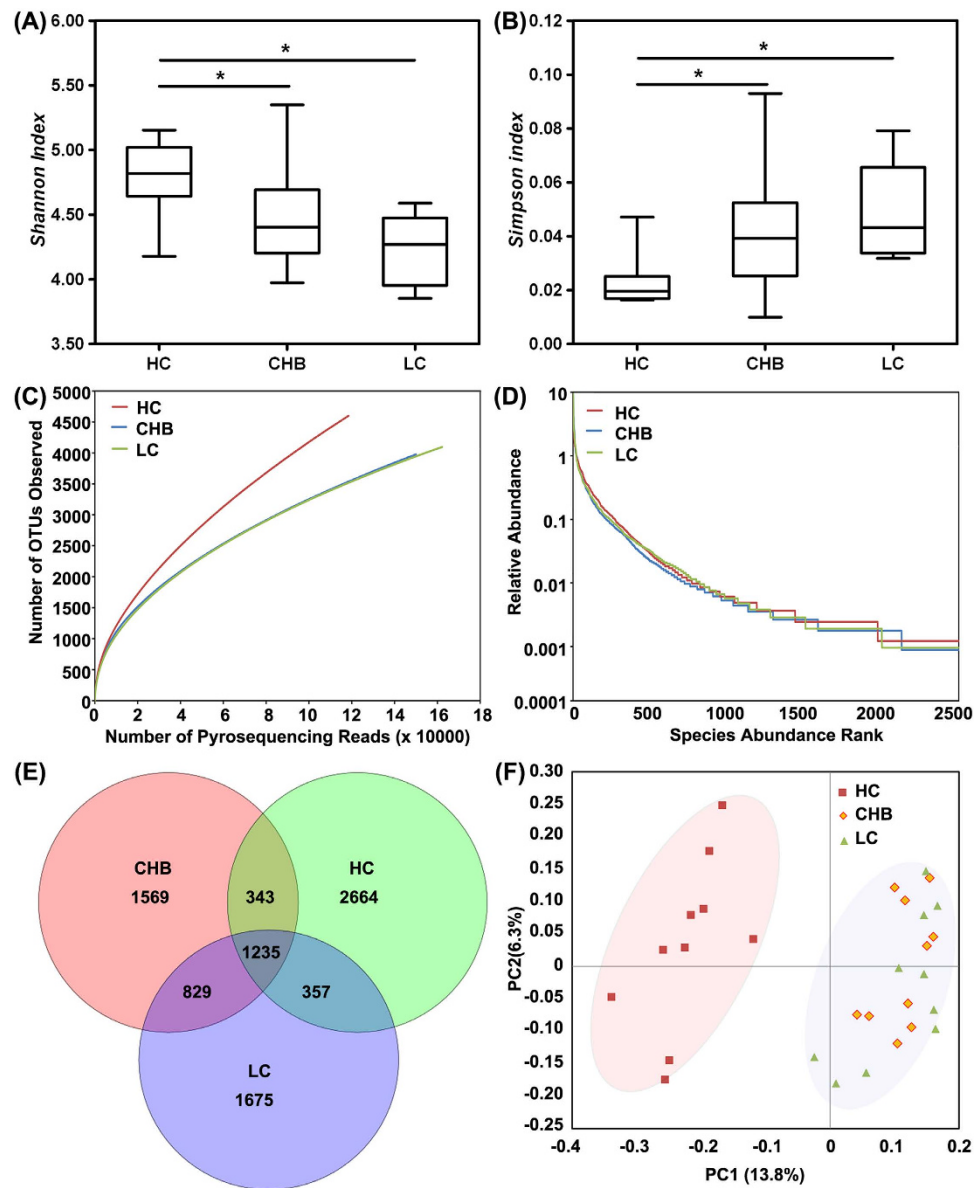 (A)
6.00
5.50
5.00
4.50
4.00
3.50
Shannon Index
*
*
HC
CHB
LC
(B)
0.12
0.10
0.08
0.06
0.04
0.02
0.00
Simpson index
*
*
HC
CHB
LC
(C)
5000
4500
4000
3500
3000
2500
2000
1500
1000
500
0
Number of OTUs Observed
HC
CHB
LC
0 2 4 6 8 10 12 14 16 18
Number of Pyrosequencing Reads (x 10000)
(D)
10
1
0.1
0.01
0.001
0.0001
Relative Abundance
HC
CHB
LC
0 500 1000 1500 2000 2500
Species Abundance Rank
(E)
CHB
1569
343
HC
2664
1235
829
357
LC
1675
(F)
0.30
0.25
0.20
0.15
0.10
0.05
0
-0.05
-0.10
-0.15
-0.20
-0.25
PC2(6.3%)
HC
CHB
LC
-0.4 -0.3 -0.2 -0.1 0 0.1 0.2
PC1 (13.8%)